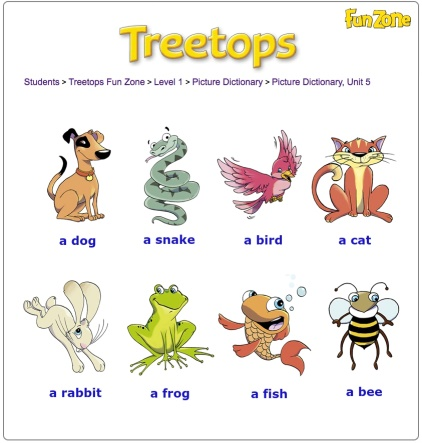 Fun Zone
Treetops
Students > Treetops Fun Zone > Level 1 > Picture Dictionary > Picture Dictionary, Unit 5
a dog a snake a bird a cat
a rabbit a frog a fish a bee